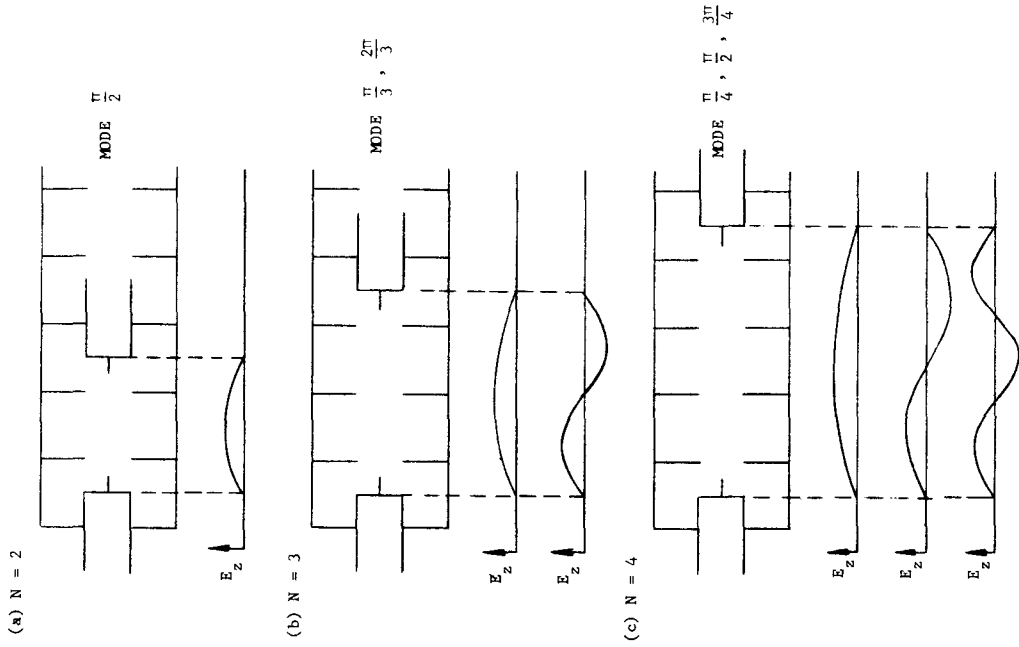 (a) N = 2
MODE π/2
E_z
(b) N = 3
MODE π/3 , 2π/3
E_z
E_z
(c) N = 4
MODE π/4 , π/2 , 3π/4
E_z
E_z
E_z